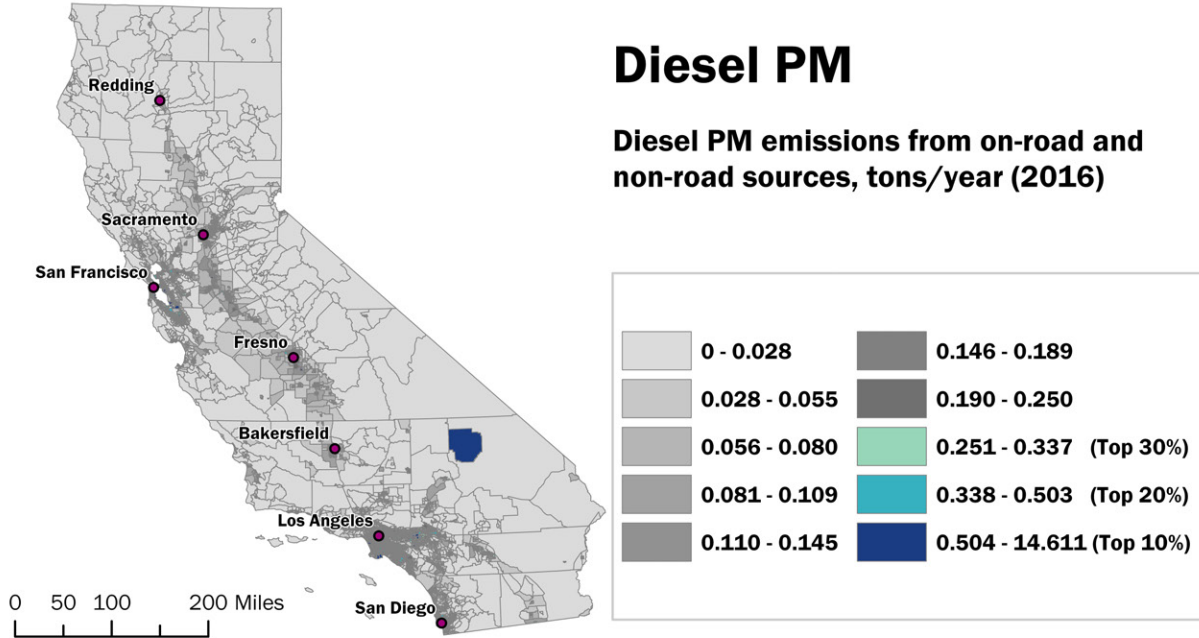 Diesel PM
Diesel PM emissions from on-road and
non-road sources, tons/year (2016)
Redding
Sacramento
San Francisco
Fresno
Bakersfield
Los Angeles
San Diego
0 50 100 200 Miles
0 - 0.028
0.028 - 0.055
0.056 - 0.080
0.081 - 0.109
0.110 - 0.145
0.146 - 0.189
0.190 - 0.250
0.251 - 0.337 (Top 30%)
0.338 - 0.503 (Top 20%)
0.504 - 14.611 (Top 10%)